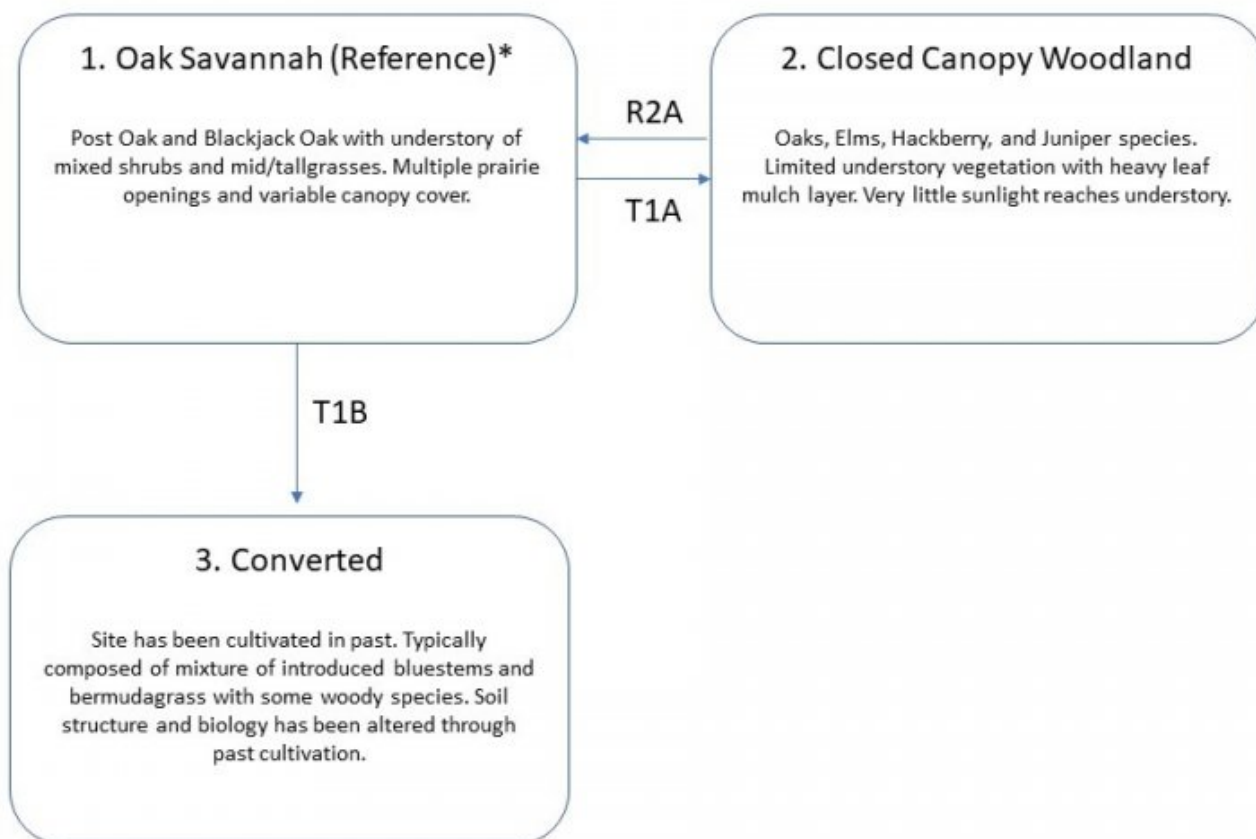 1. Oak Savannah (Reference)*
Post Oak and Blackjack Oak with understory of
mixed shrubs and mid/tallgrasses. Multiple prairie
openings and variable canopy cover.
R2A
T1A
2. Closed Canopy Woodland
Oaks, Elms, Hackberry, and Juniper species.
Limited understory vegetation with heavy leaf
mulch layer. Very little sunlight reaches understory.
T1B
3. Converted
Site has been cultivated in past. Typically
composed of mixture of introduced bluestems and
bermudagrass with some woody species. Soil
structure and biology has been altered through
past cultivation.